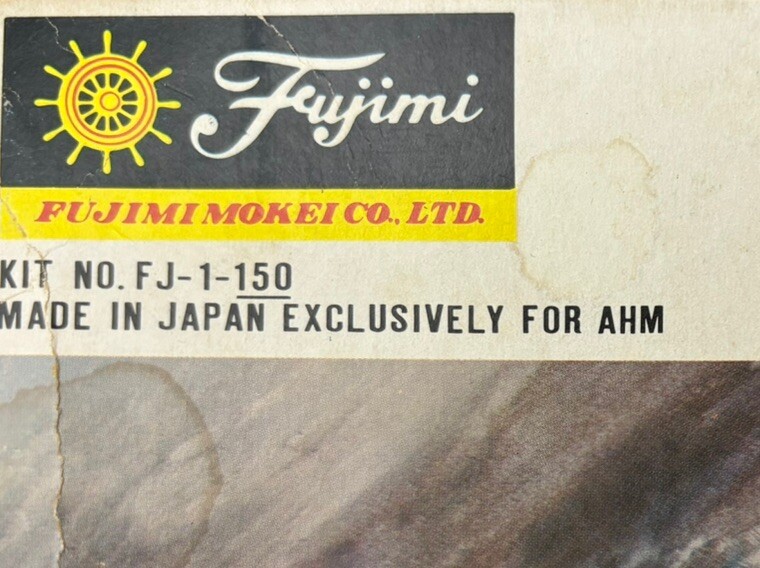 Fujimi
FUJIMI MOKEI CO., LTD.
KIT NO. FJ-1-150
MADE IN JAPAN EXCLUSIVELY FOR AHM